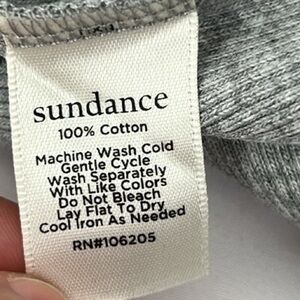 sundance
100% Cotton
Machine Wash Cold
Gentle Cycle
Wash Separately
With Like Colors
Do Not Bleach
Lay Flat To Dry
Cool Iron As Needed
RN#106205